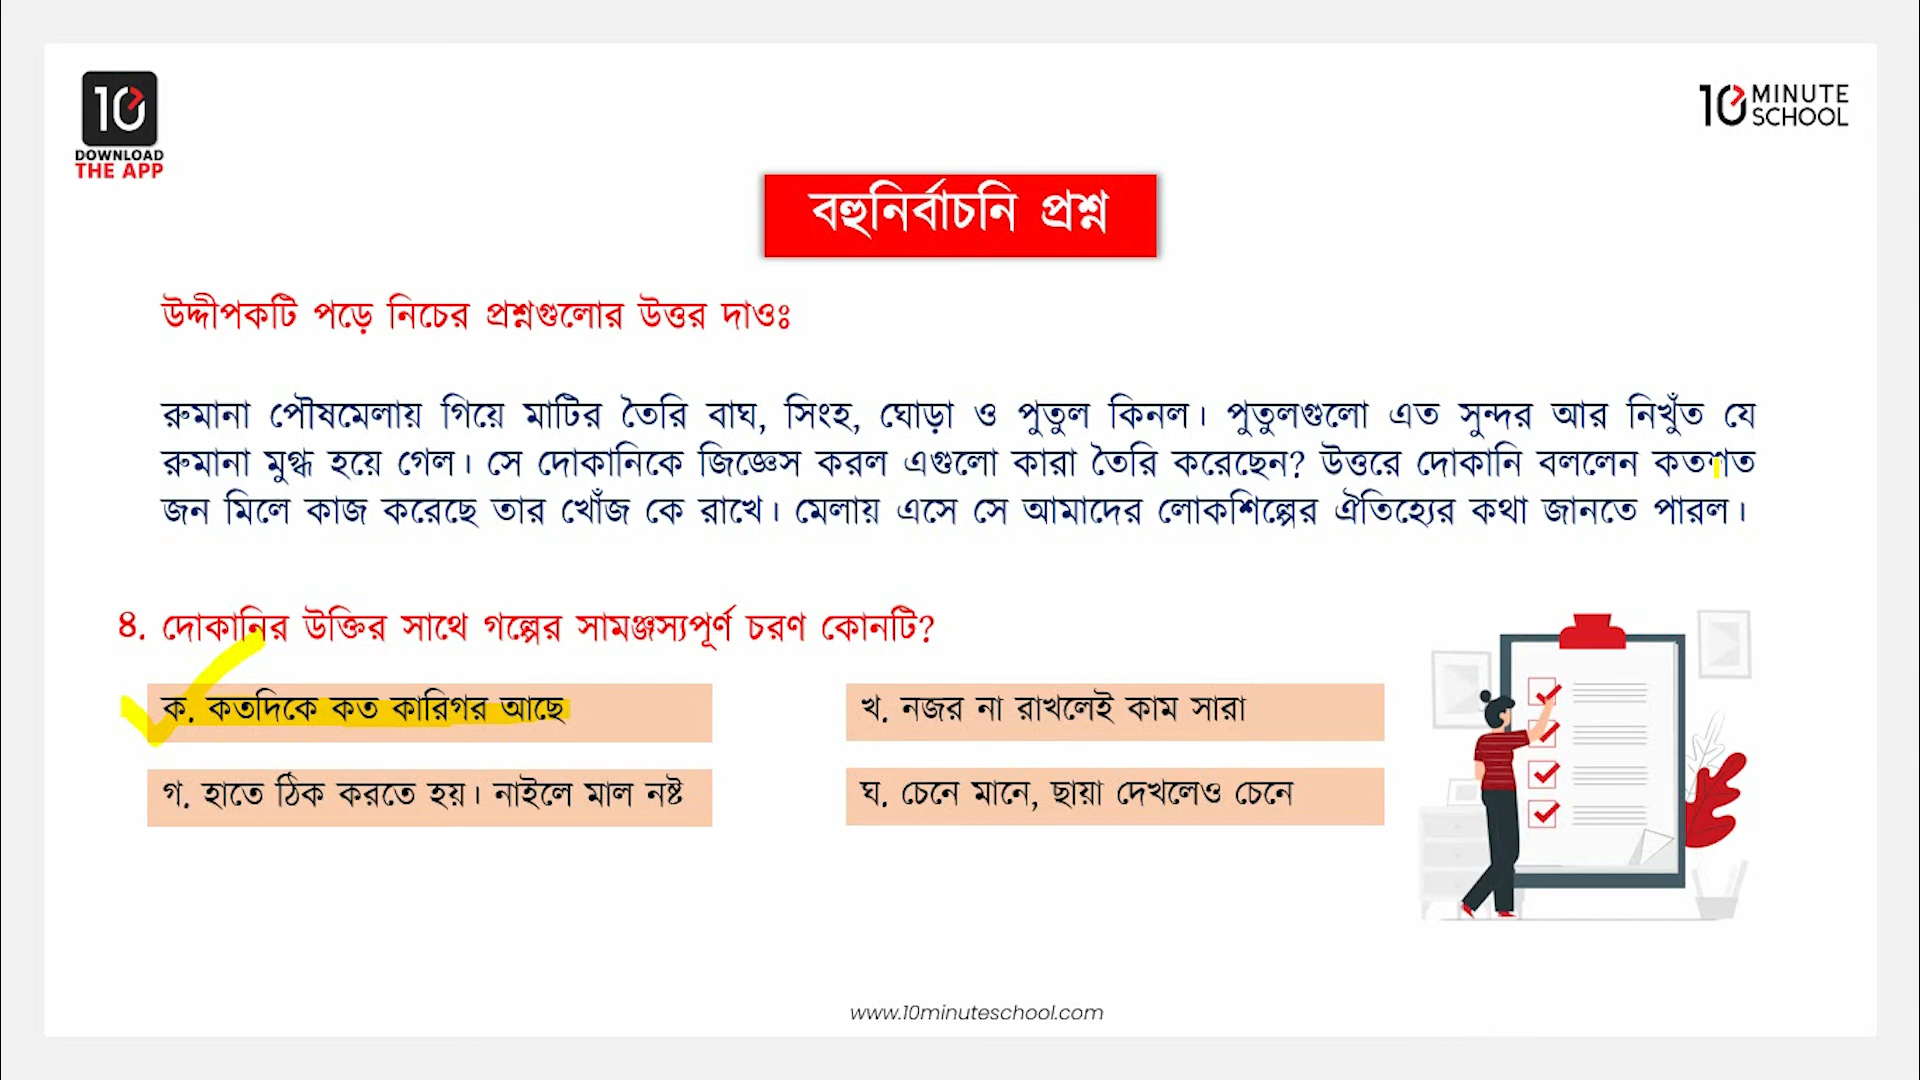 10
DOWNLOAD
THE APP
10 MINUTE
SCHOOL
বহুনির্বাচনি প্রশ্ন
উদ্দীপকটি পড়ে নিচের প্রশ্নগুলোর উত্তর দাওঃ
রুমানা পৌষমেলায় গিয়ে মাটির তৈরি বাঘ, সিংহ, ঘোড়া ও পুতুল কিনল। পুতুলগুলো এত সুন্দর আর নিখুঁত যে
রুমানা মুগ্ধ হয়ে গেল। সে দোকানিকে জিজ্ঞেস করল এগুলো কারা তৈরি করেছেন? উত্তরে দোকানি বললেন কতশত
জন মিলে কাজ করেছে তার খোঁজ কে রাখে। মেলায় এসে সে আমাদের লোকশিল্পের ঐতিহ্যের কথা জানতে পারল।
৪. দোকানির উক্তির সাথে গল্পের সামঞ্জস্যপূর্ণ চরণ কোনটি?
ক. কতদিকে কত কারিগর আছে
খ. নজর না রাখলেই কাম সারা
গ. হাতে ঠিক করতে হয়। নাইলে মাল নষ্ট
ঘ. চেনে মানে, ছায়া দেখলেও চেনে
www.10minuteschool.com